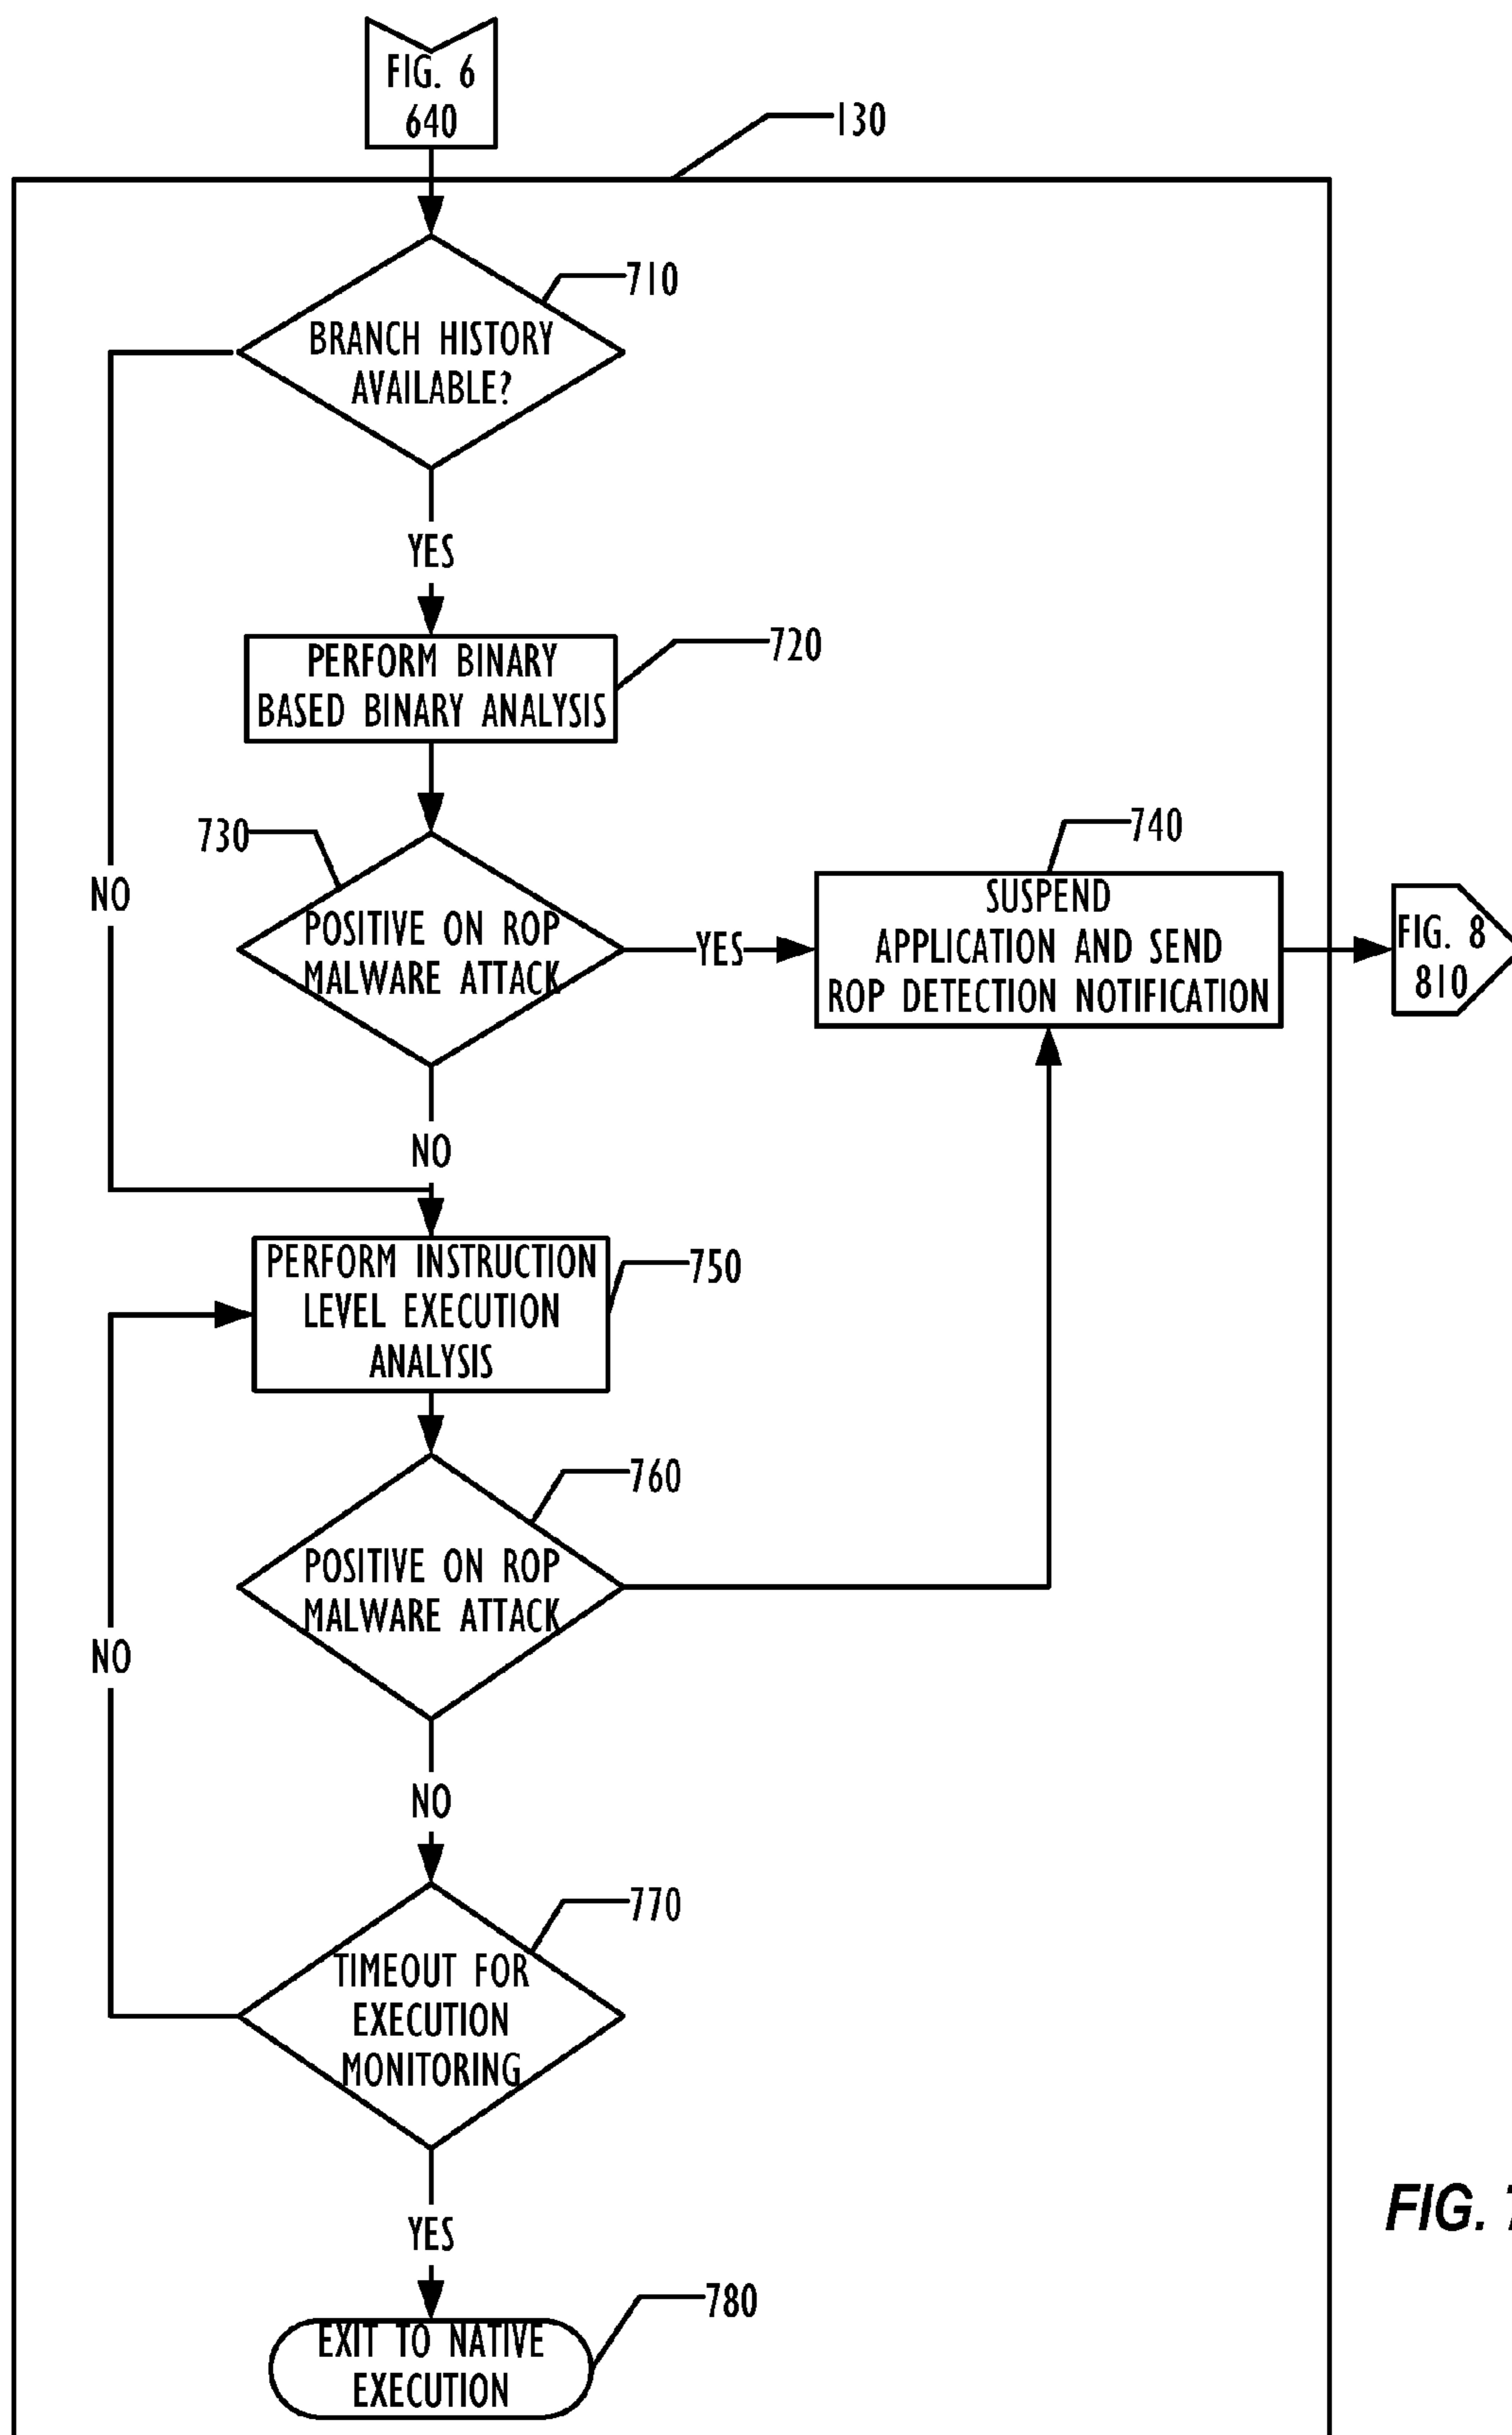 FIG. 6
640
130
710
BRANCH HISTORY
AVAILABLE?
YES
PERFORM BINARY
BASED BINARY ANALYSIS
720
730
POSITIVE ON ROP
MALWARE ATTACK
YES
740
SUSPEND
APPLICATION AND SEND
ROP DETECTION NOTIFICATION
FIG. 8
810
NO
NO
PERFORM INSTRUCTION
LEVEL EXECUTION
ANALYSIS
750
760
POSITIVE ON ROP
MALWARE ATTACK
NO
NO
770
TIMEOUT FOR
EXECUTION
MONITORING
YES
FIG. 7
780
EXIT TO NATIVE
EXECUTION